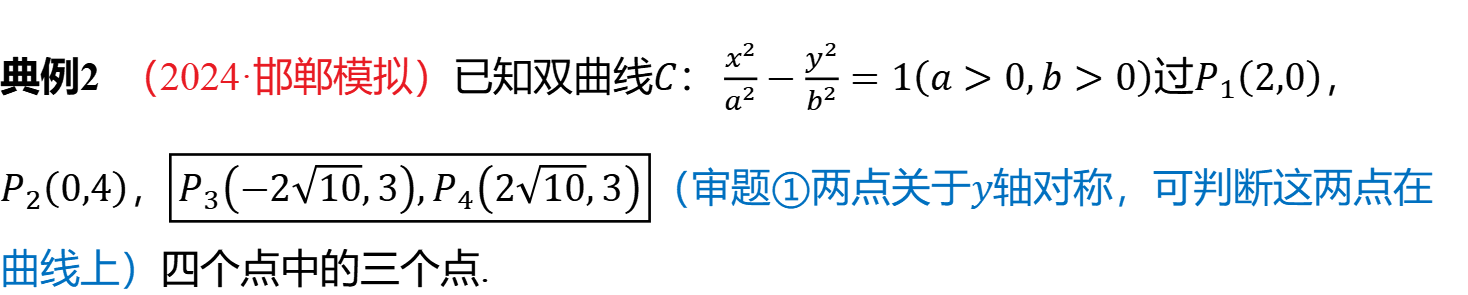 典例2 （2024·邯郸模拟）已知双曲线C：x²/a² − y²/b² = 1(a > 0, b > 0)过P₁(2,0)，
P₂(0,4)，P₃(−2√10, 3), P₄(2√10, 3)（审题①两点关于y轴对称，可判断这两点在
曲线上）四个点中的三个点.